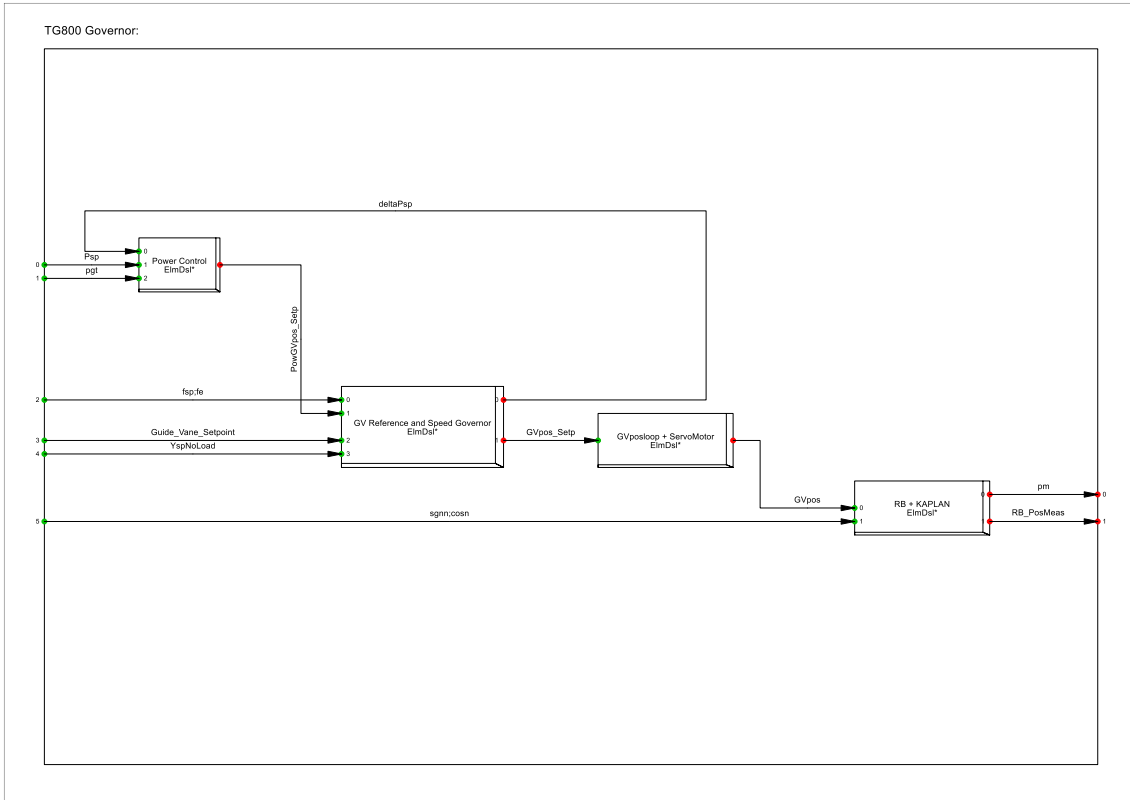 TG800 Governor:
deltaPsp
0
Psp
0
1
Power Control
ElmDsl*
1
pgt
2
PowGVpos_Setp
2
fsp;fe
0
0
1
GV Reference and Speed Governor
ElmDsl*
3
Guide_Vane_Setpoint
2
1
GVpos_Setp
GVposloop + ServoMotor
ElmDsl*
4
YspNoLoad
3
GVpos
0
RB + KAPLAN
ElmDsl*
0
pm
0
5
sgnn;cosn
1
1
RB_PosMeas
1